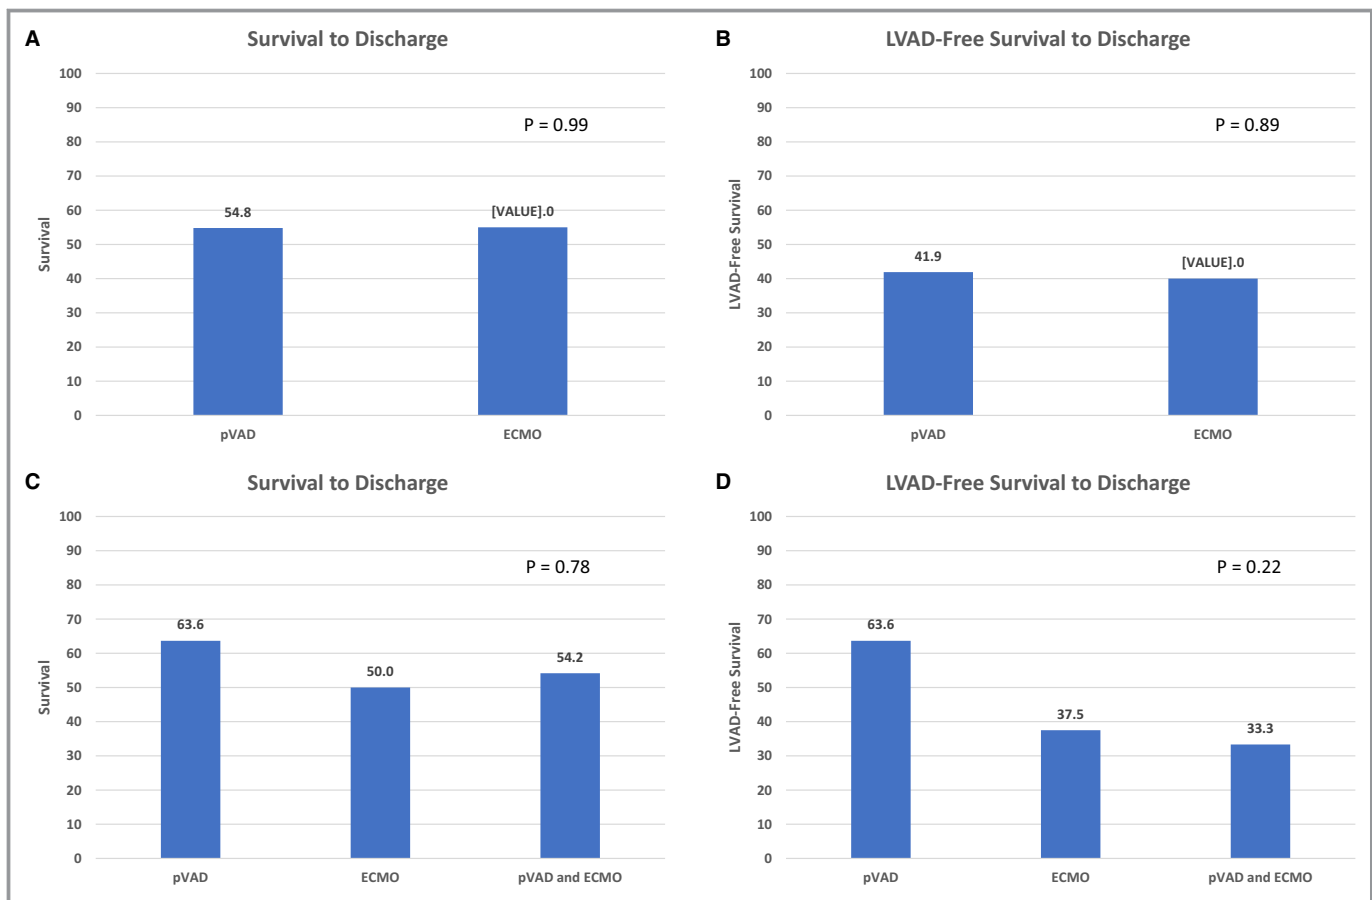 A
Survival to Discharge
100
90
80
70
60
50
40
30
20
10
0
Survival
P = 0.99
54.8
[VALUE].0
pVAD
ECMO
B
LVAD-Free Survival to Discharge
100
90
80
70
60
50
40
30
20
10
0
LVAD-Free Survival
P = 0.89
41.9
[VALUE].0
pVAD
ECMO
C
Survival to Discharge
100
90
80
70
60
50
40
30
20
10
0
Survival
P = 0.78
63.6
50.0
54.2
pVAD
ECMO
pVAD and ECMO
D
LVAD-Free Survival to Discharge
100
90
80
70
60
50
40
30
20
10
0
LVAD-Free Survival
P = 0.22
63.6
37.5
33.3
pVAD
ECMO
pVAD and ECMO